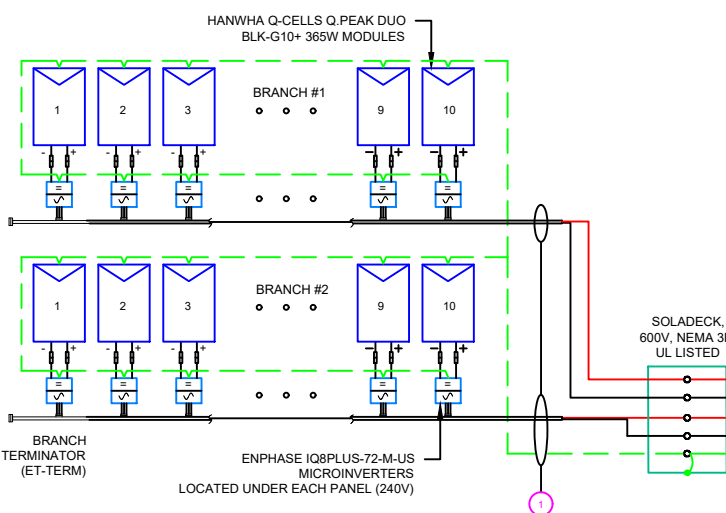 HANWHA Q-CELLS Q.PEAK DUO
BLK-G10+ 365W MODULES
BRANCH #1
1 2 3 9 10
- + - + - + - + - +
BRANCH #2
1 2 3 9 10
- + - + - + - + - +
SOLADECK,
600V, NEMA
UL LISTED
BRANCH
TERMINATOR
(ET-TERM)
ENPHASE IQ8PLUS-72-M-US
MICROINVERTERS
LOCATED UNDER EACH PANEL (240V)
1